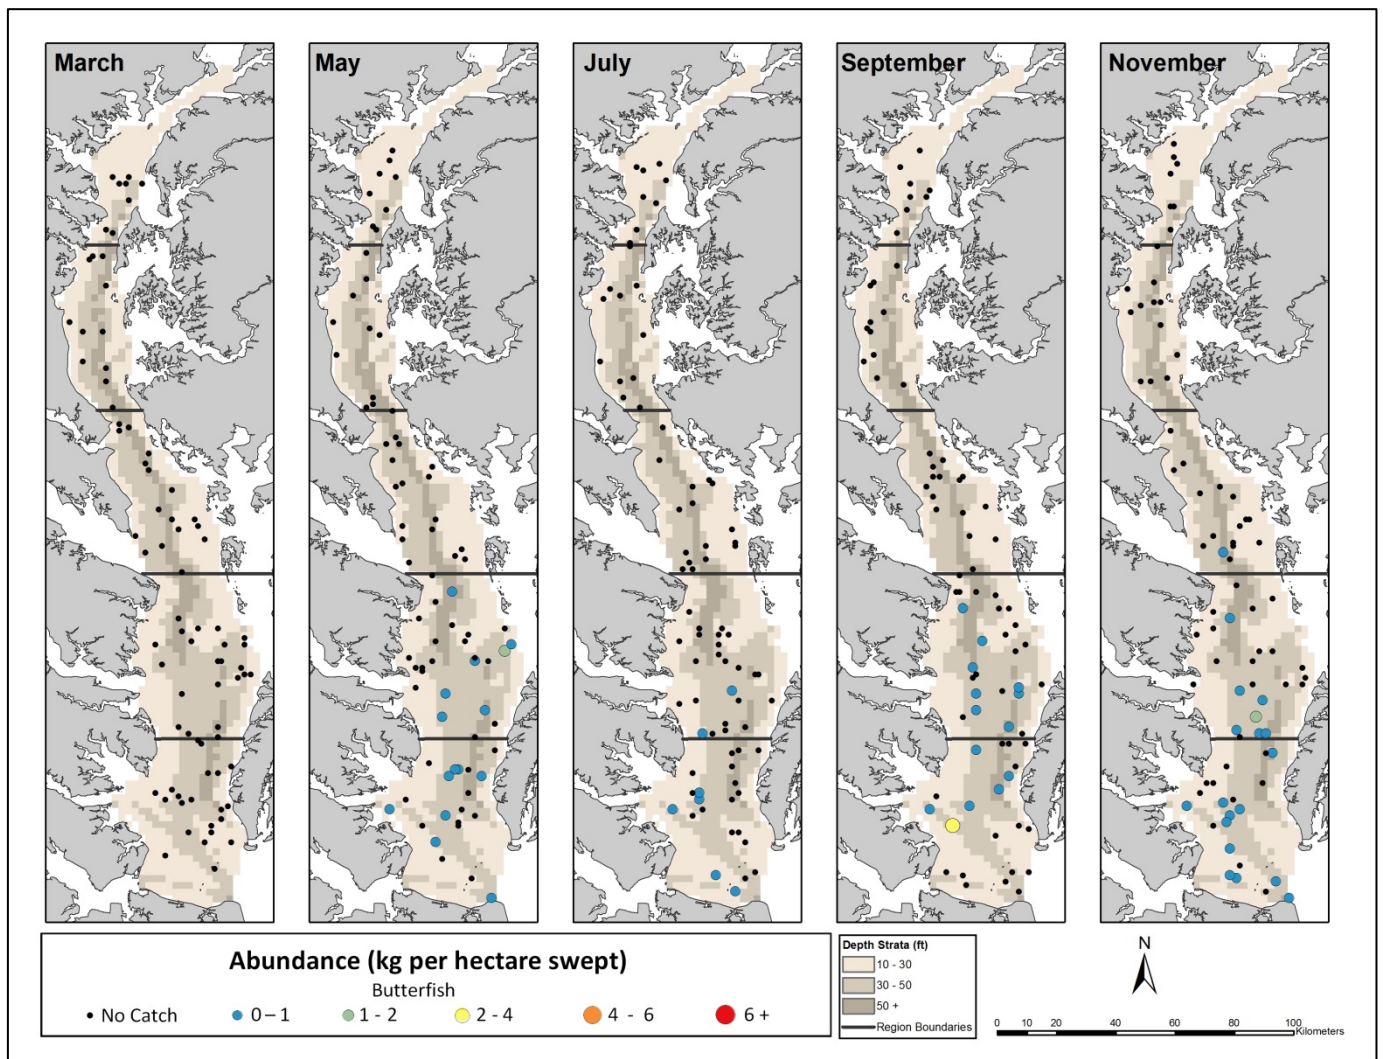 March
May
July
September
November
Abundance (kg per hectare swept)
Butterfish
No Catch
0 – 1
1 - 2
2 - 4
4 - 6
6 +
Depth Strata (ft)
10 - 30
30 - 50
50 +
Region Boundaries
N
0 10 20 40 60 80 100
Kilometers